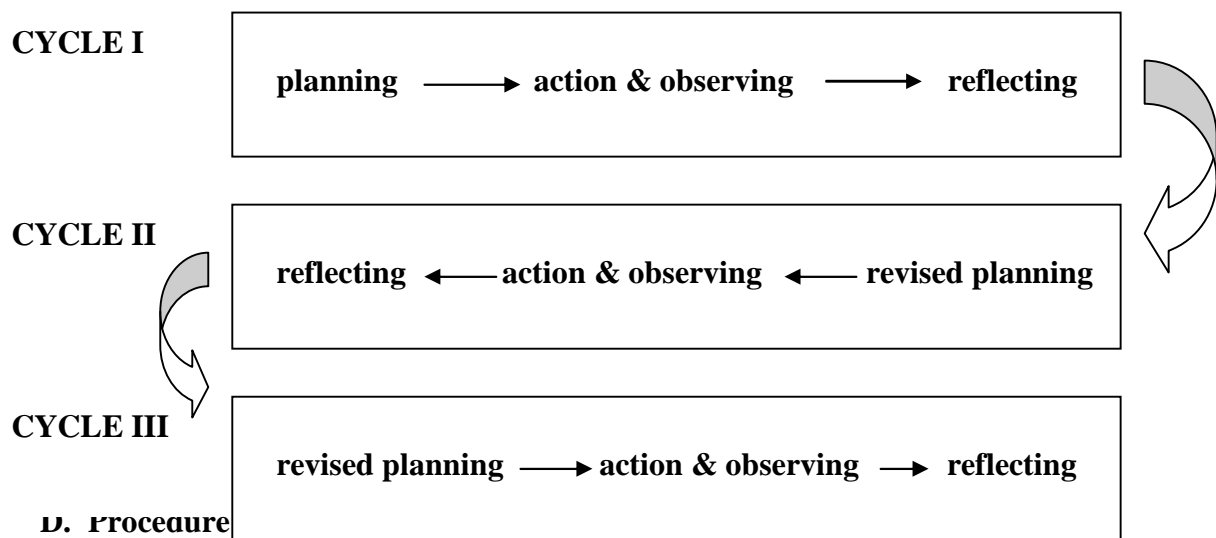 CYCLE I
planning action & observing reflecting
CYCLE II
reflecting action & observing revised planning
CYCLE III
revised planning action & observing reflecting
D. Procedure